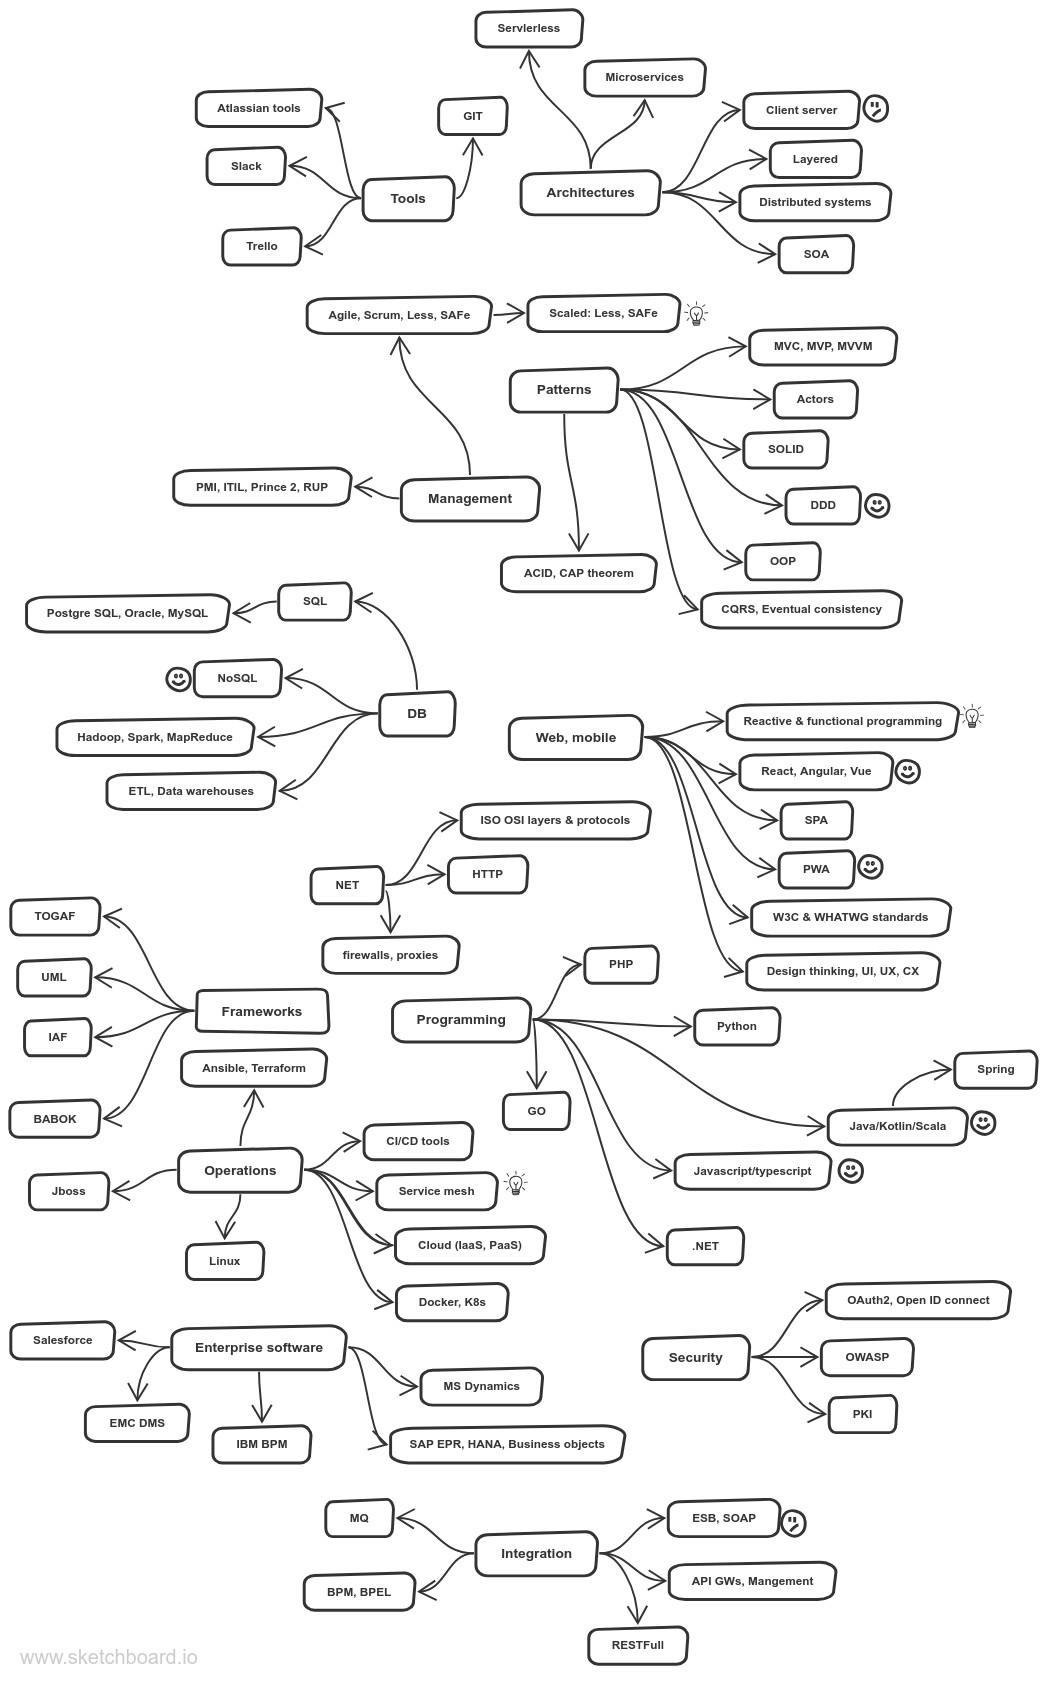 Servlerless
Microservices
Atlassian tools
GIT
Client server
Slack
Layered
Tools
Architectures
Distributed systems
Trello
SOA
Agile, Scrum, Less, SAFe
Scaled: Less, SAFe
MVC, MVP, MVVM
Patterns
Actors
SOLID
PMI, ITIL, Prince 2, RUP
Management
DDD
OOP
ACID, CAP theorem
SQL
Postgre SQL, Oracle, MySQL
CQRS, Eventual consistency
NoSQL
DB
Hadoop, Spark, MapReduce
Web, mobile
Reactive & functional programming
React, Angular, Vue
ETL, Data warehouses
ISO OSI layers & protocols
SPA
NET
HTTP
PWA
TOGAF
W3C & WHATWG standards
firewalls, proxies
UML
PHP
Design thinking, UI, UX, CX
Frameworks
Programming
Python
IAF
Ansible, Terraform
Spring
BABOK
GO
Java/Kotlin/Scala
CI/CD tools
Operations
Javascript/typescript
Jboss
Service mesh
Linux
Cloud (IaaS, PaaS)
.NET
Docker, K8s
OAuth2, Open ID connect
Salesforce
Enterprise software
Security
OWASP
MS Dynamics
EMC DMS
PKI
IBM BPM
SAP EPR, HANA, Business objects
MQ
ESB, SOAP
Integration
BPM, BPEL
API GWs, Mangement
RESTFull
www.sketchboard.io